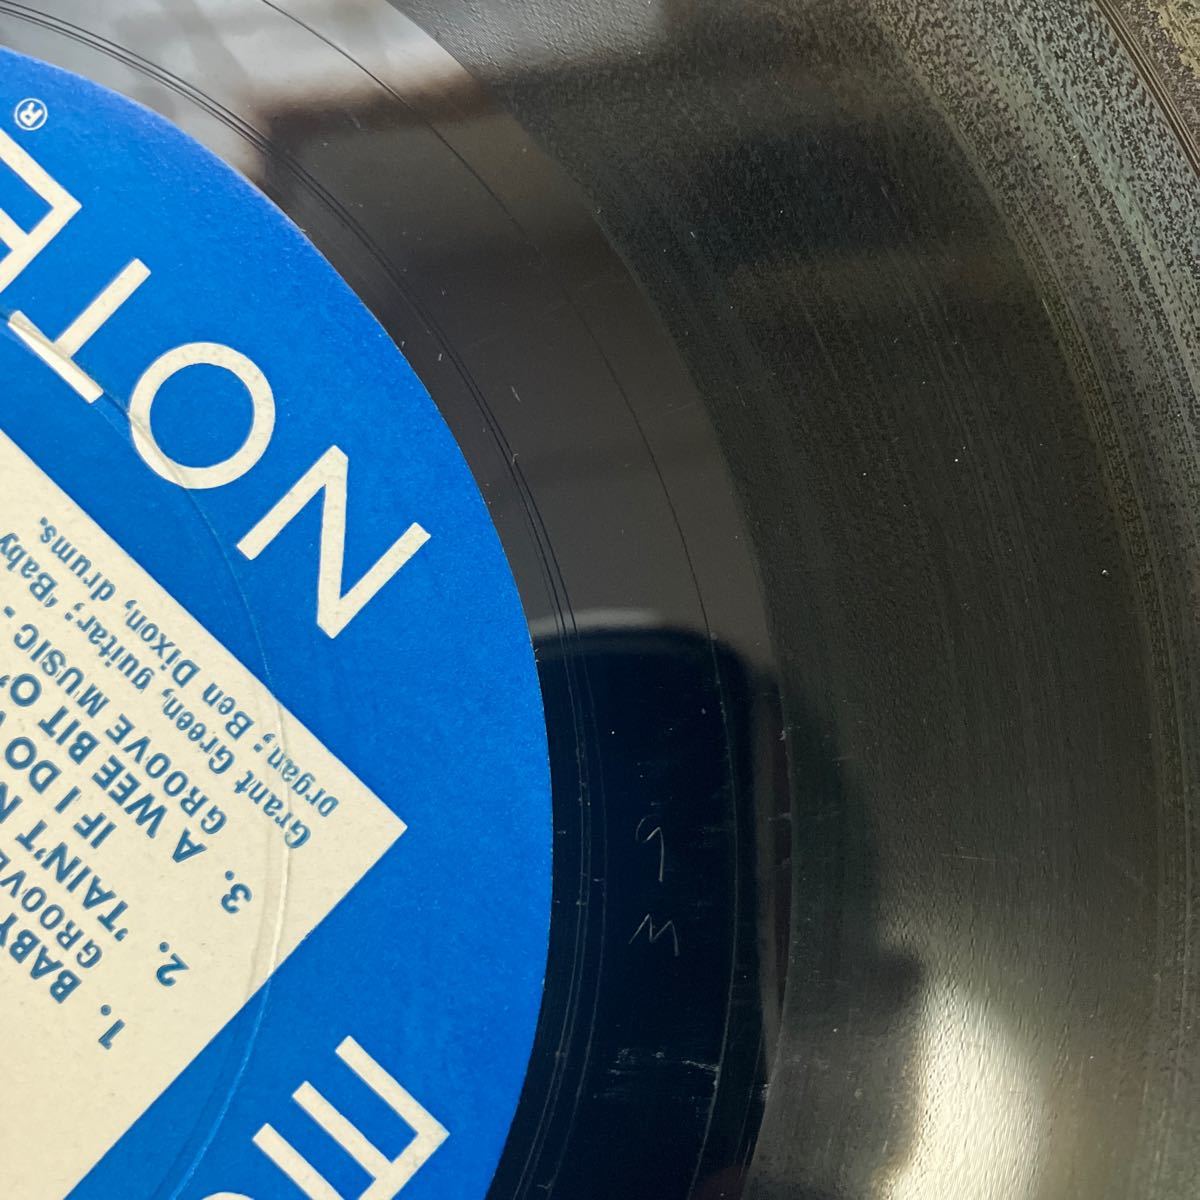 E
NOTE®
1. BABY
GROOVE
2. 'TAIN'T N
IF I DO
3. A WEE BIT O'
GROOVE MUSIC -
Grant Green, guitar; "Baby
organ; Ben Dixon, drums.
M-9